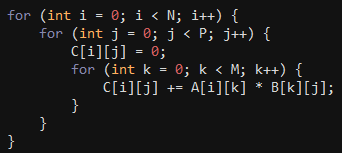 for (int i = 0; i < N; i++) {
    for (int j = 0; j < P; j++) {
        C[i][j] = 0;
        for (int k = 0; k < M; k++) {
            C[i][j] += A[i][k] * B[k][j];
        }
    }
}